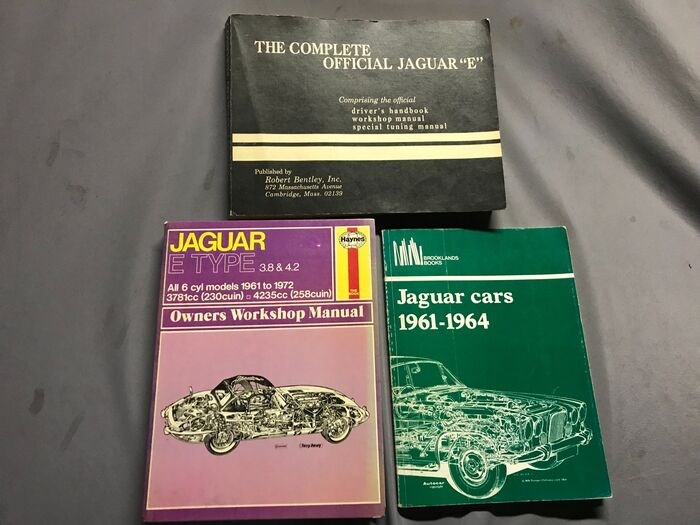 THE COMPLETE
OFFICIAL JAGUAR "E"
Comprising the official
driver's handbook
workshop manual
special tuning manual
Published by
Robert Bentley, Inc.
872 Massachusetts Avenue
Cambridge, Mass. 02139
JAGUAR
E TYPE 3.8 & 4.2
Haynes
All 6 cyl models 1961 to 1972
3781cc (230cuin) □ 4235cc (258cuin)
Owners Workshop Manual
BROOKLANDS
BOOKS
Jaguar cars
1961-1964
Autocar